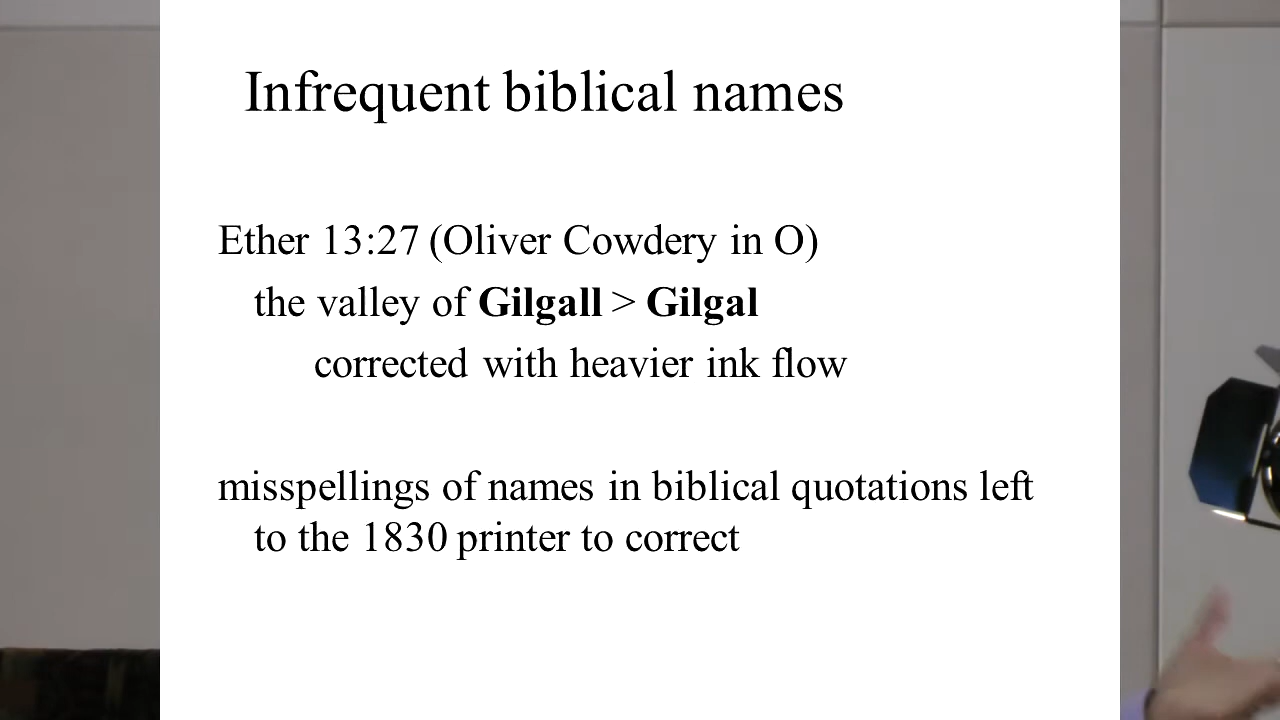 Infrequent biblical names
Ether 13:27 (Oliver Cowdery in O)
the valley of Gilgall > Gilgal
corrected with heavier ink flow
misspellings of names in biblical quotations left
to the 1830 printer to correct